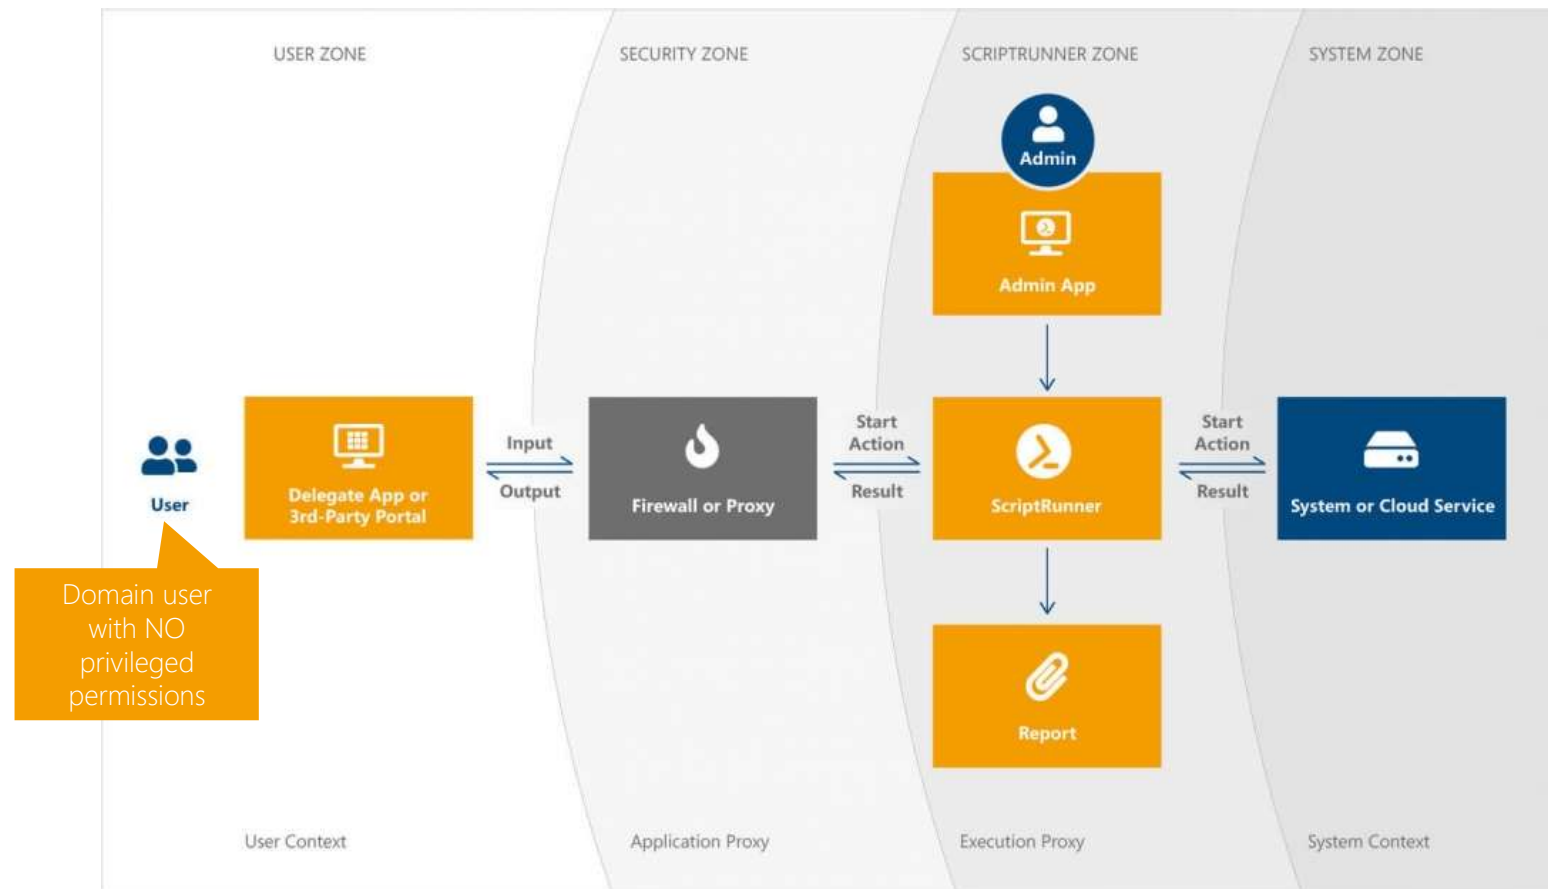 USER ZONE
SECURITY ZONE
SCRIPTRUNNER ZONE
SYSTEM ZONE
Admin
Admin App
User
Delegate App or
3rd-Party Portal
Input
Output
Firewall or Proxy
Start
Action
Result
ScriptRunner
Start
Action
Result
System or Cloud Service
Domain user
with NO
privileged
permissions
Report
User Context
Application Proxy
Execution Proxy
System Context